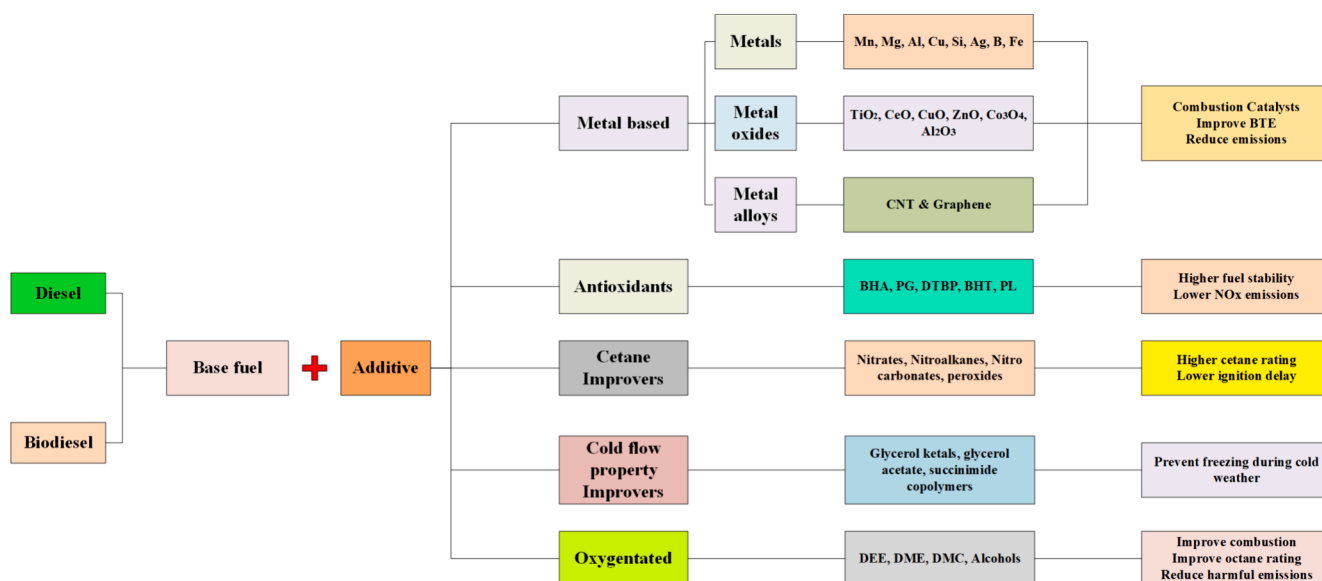 Metals
Mn, Mg, Al, Cu, Si, Ag, B, Fe
Metal based
Metal
oxides
TiO₂, CeO, CuO, ZnO, Co₃O₄,
Al₂O₃
Combustion Catalysts
Improve BTE
Reduce emissions
Metal
alloys
CNT & Graphene
Diesel
Biodiesel
Base fuel
Additive
Antioxidants
BHA, PG, DTBP, BHT, PL
Higher fuel stability
Lower NOx emissions
Cetane
Improvers
Nitrates, Nitroalkanes, Nitro
carbonates, peroxides
Higher cetane rating
Lower ignition delay
Cold flow
property
Improvers
Glycerol ketals, glycerol
acetate, succinimide
copolymers
Prevent freezing during cold
weather
Oxygentated
DEE, DME, DMC, Alcohols
Improve combustion
Improve octane rating
Reduce harmful emissions